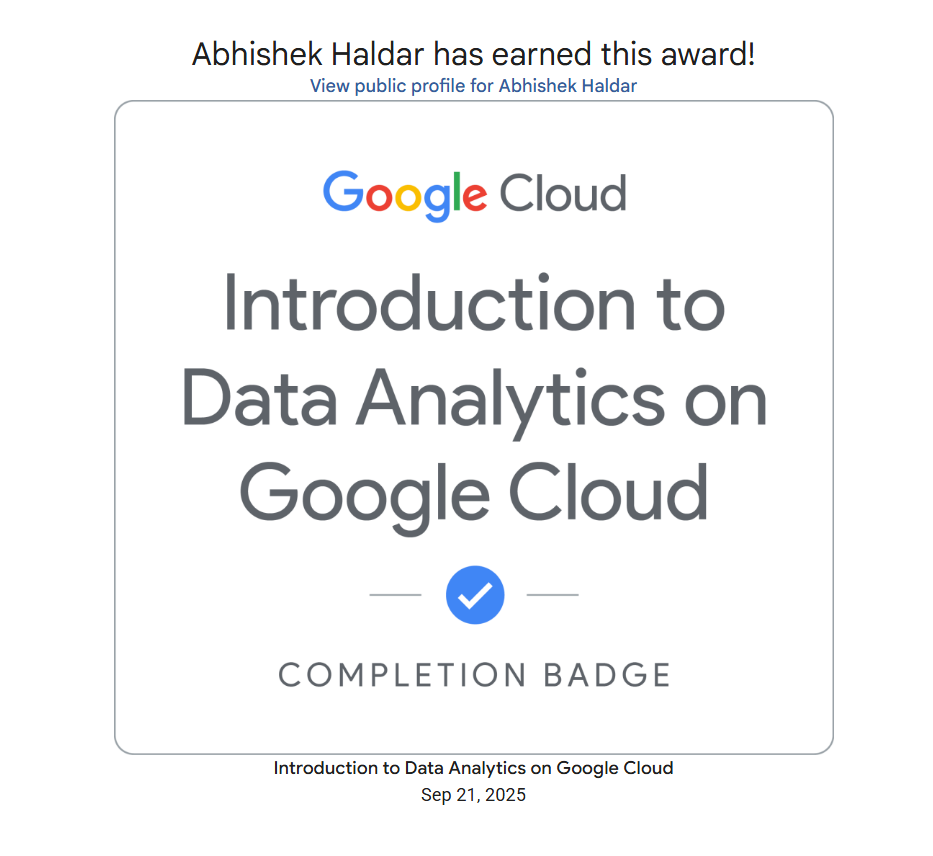 Abhishek Haldar has earned this award!
View public profile for Abhishek Haldar
Google Cloud
Introduction to
Data Analytics on
Google Cloud
COMPLETION BADGE
Introduction to Data Analytics on Google Cloud
Sep 21, 2025